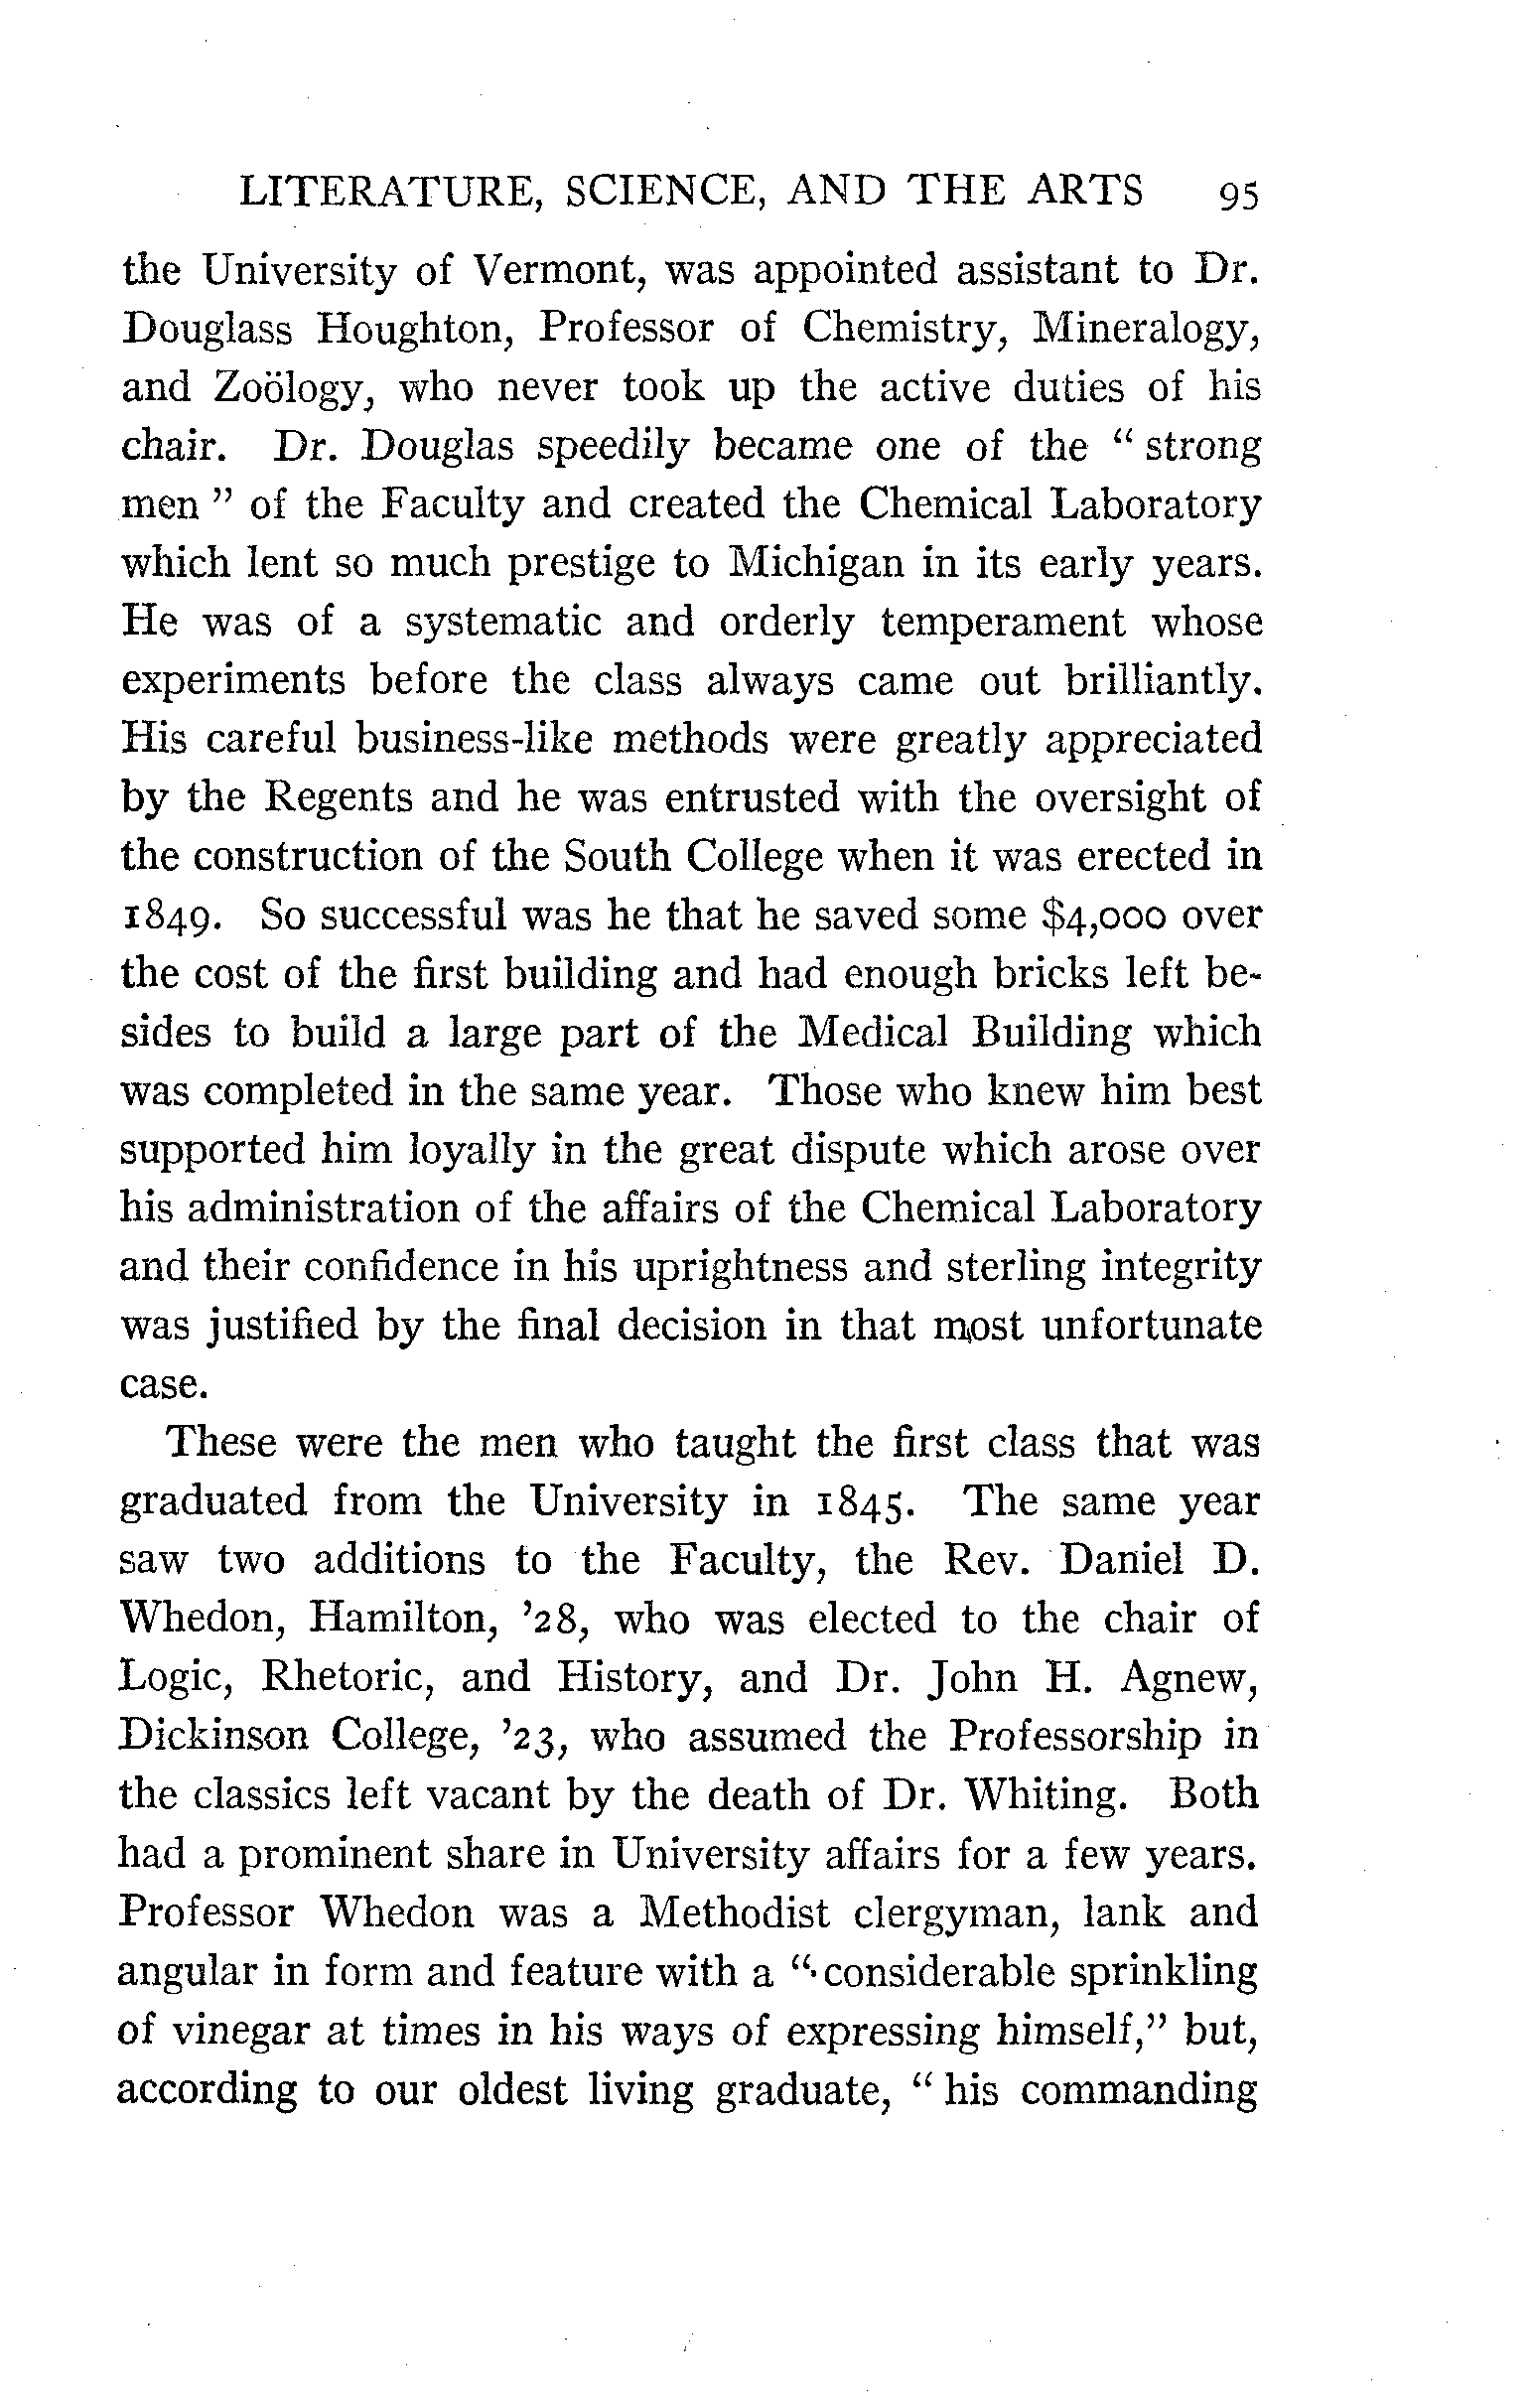 LITERATURE, SCIENCE, AND THE ARTS 95
the University of Vermont, was appointed assistant to Dr.
Douglass Houghton, Professor of Chemistry, Mineralogy,
and Zoölogy, who never took up the active duties of his
chair. Dr. Douglas speedily became one of the " strong
men " of the Faculty and created the Chemical Laboratory
which lent so much prestige to Michigan in its early years.
He was of a systematic and orderly temperament whose
experiments before the class always came out brilliantly.
His careful business-like methods were greatly appreciated
by the Regents and he was entrusted with the oversight of
the construction of the South College when it was erected in
1849. So successful was he that he saved some $4,000 over
the cost of the first building and had enough bricks left be-
sides to build a large part of the Medical Building which
was completed in the same year. Those who knew him best
supported him loyally in the great dispute which arose over
his administration of the affairs of the Chemical Laboratory
and their confidence in his uprightness and sterling integrity
was justified by the final decision in that most unfortunate
case.
These were the men who taught the first class that was
graduated from the University in 1845. The same year
saw two additions to the Faculty, the Rev. Daniel D.
Whedon, Hamilton, '28, who was elected to the chair of
Logic, Rhetoric, and History, and Dr. John H. Agnew,
Dickinson College, '23, who assumed the Professorship in
the classics left vacant by the death of Dr. Whiting. Both
had a prominent share in University affairs for a few years.
Professor Whedon was a Methodist clergyman, lank and
angular in form and feature with a " considerable sprinkling
of vinegar at times in his ways of expressing himself," but,
according to our oldest living graduate, " his commanding